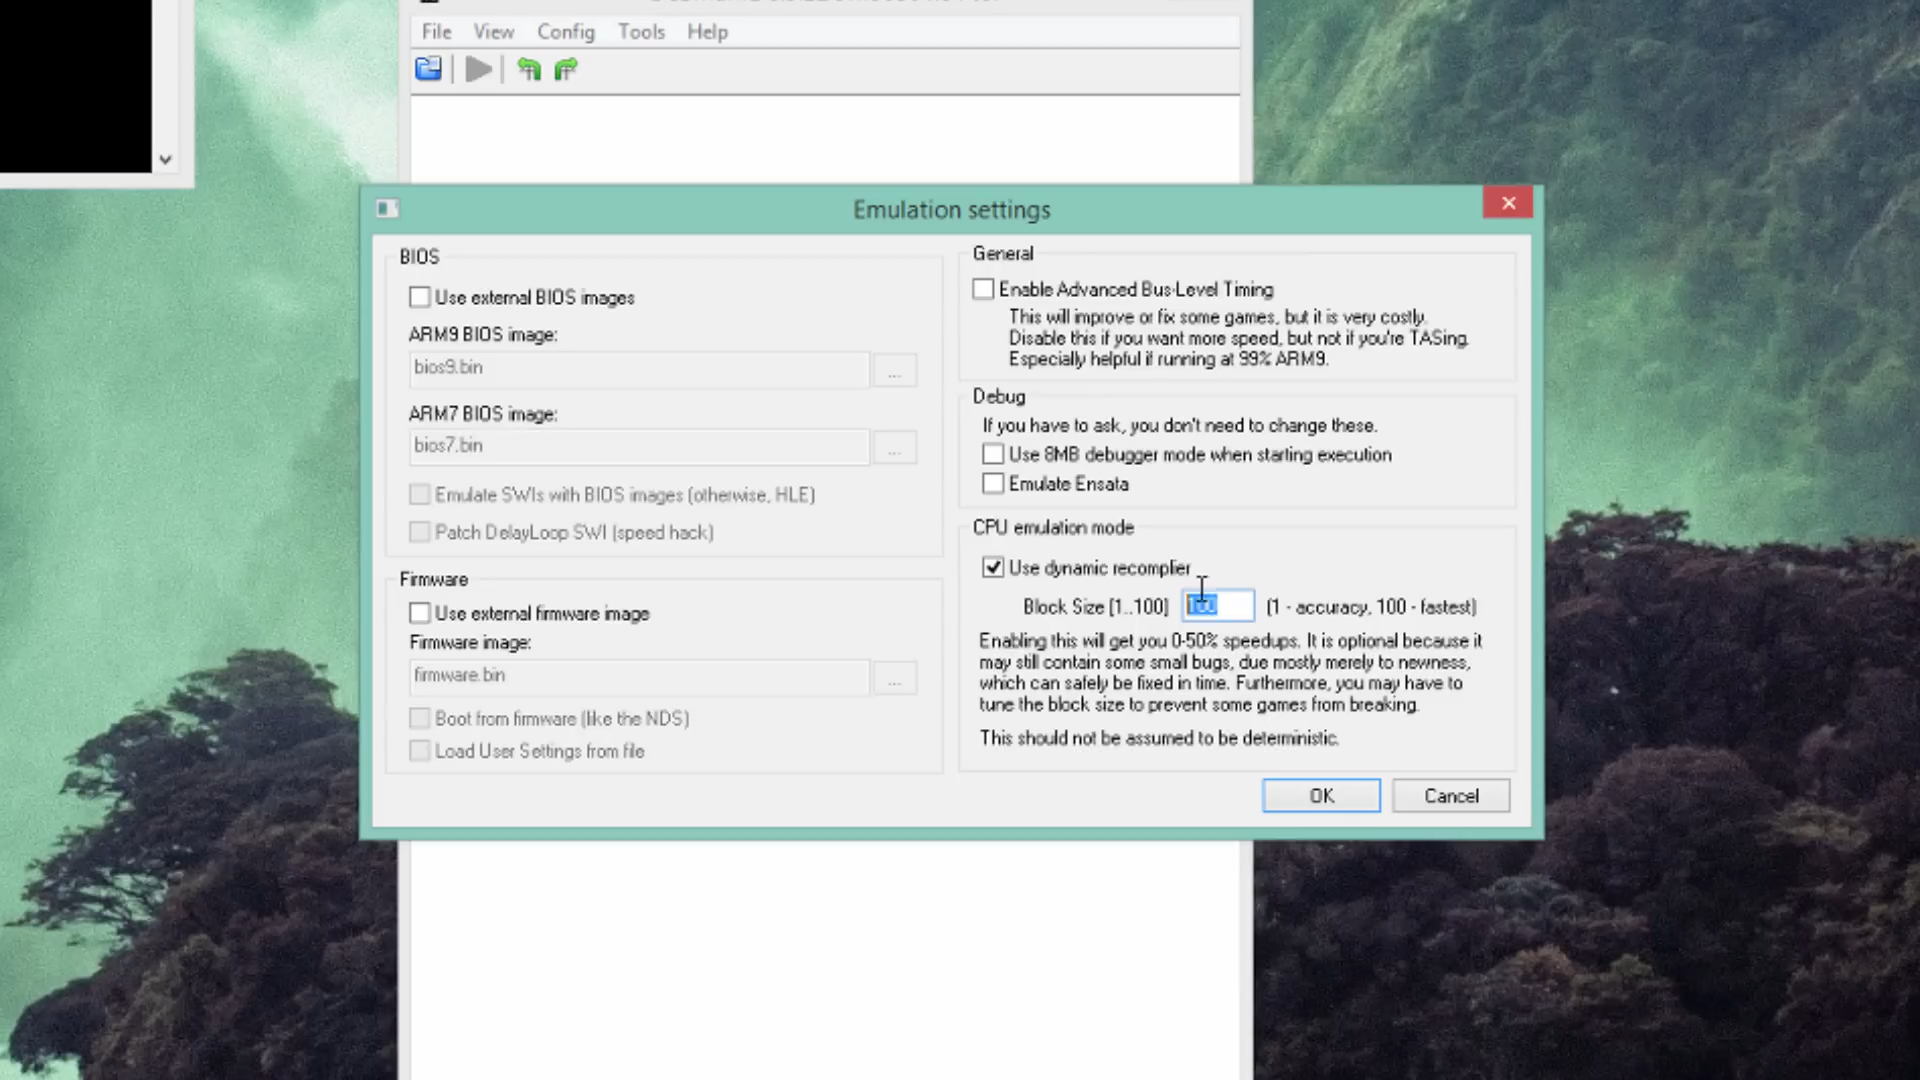 File View Config Tools Help
Emulation settings
BIOS
Use external BIOS images
ARM9 BIOS image:
bios9.bin
...
ARM7 BIOS image:
bios7.bin
...
Emulate SWIs with BIOS images (otherwise, HLE)
Patch DelayLoop SWI (speed hack)
Firmware
Use external firmware image
Firmware image:
firmware.bin
...
Boot from firmware (like the NDS)
Load User Settings from file
General
Enable Advanced Bus-Level Timing
This will improve or fix some games, but it is very costly.
Disable this if you want more speed, but not if you're TASing.
Especially helpful if running at 99% ARM9.
Debug
If you have to ask, you don't need to change these.
Use 8MB debugger mode when starting execution
Emulate Ensata
CPU emulation mode
Use dynamic recomplier
Block Size [1..100] 100 (1 - accuracy, 100 - fastest)
Enabling this will get you 0-50% speedups. It is optional because it
may still contain some small bugs, due mostly merely to newness,
which can safely be fixed in time. Furthermore, you may have to
tune the block size to prevent some games from breaking.
This should not be assumed to be deterministic.
OK Cancel